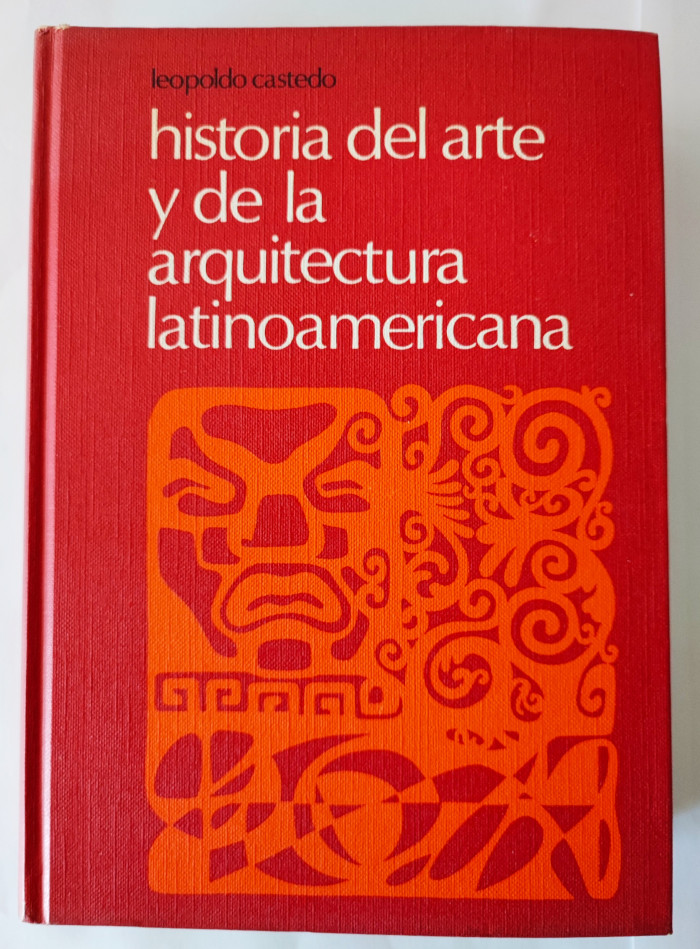 leopoldo castedo
historia del arte
y de la
arquitectura
latinoamericana